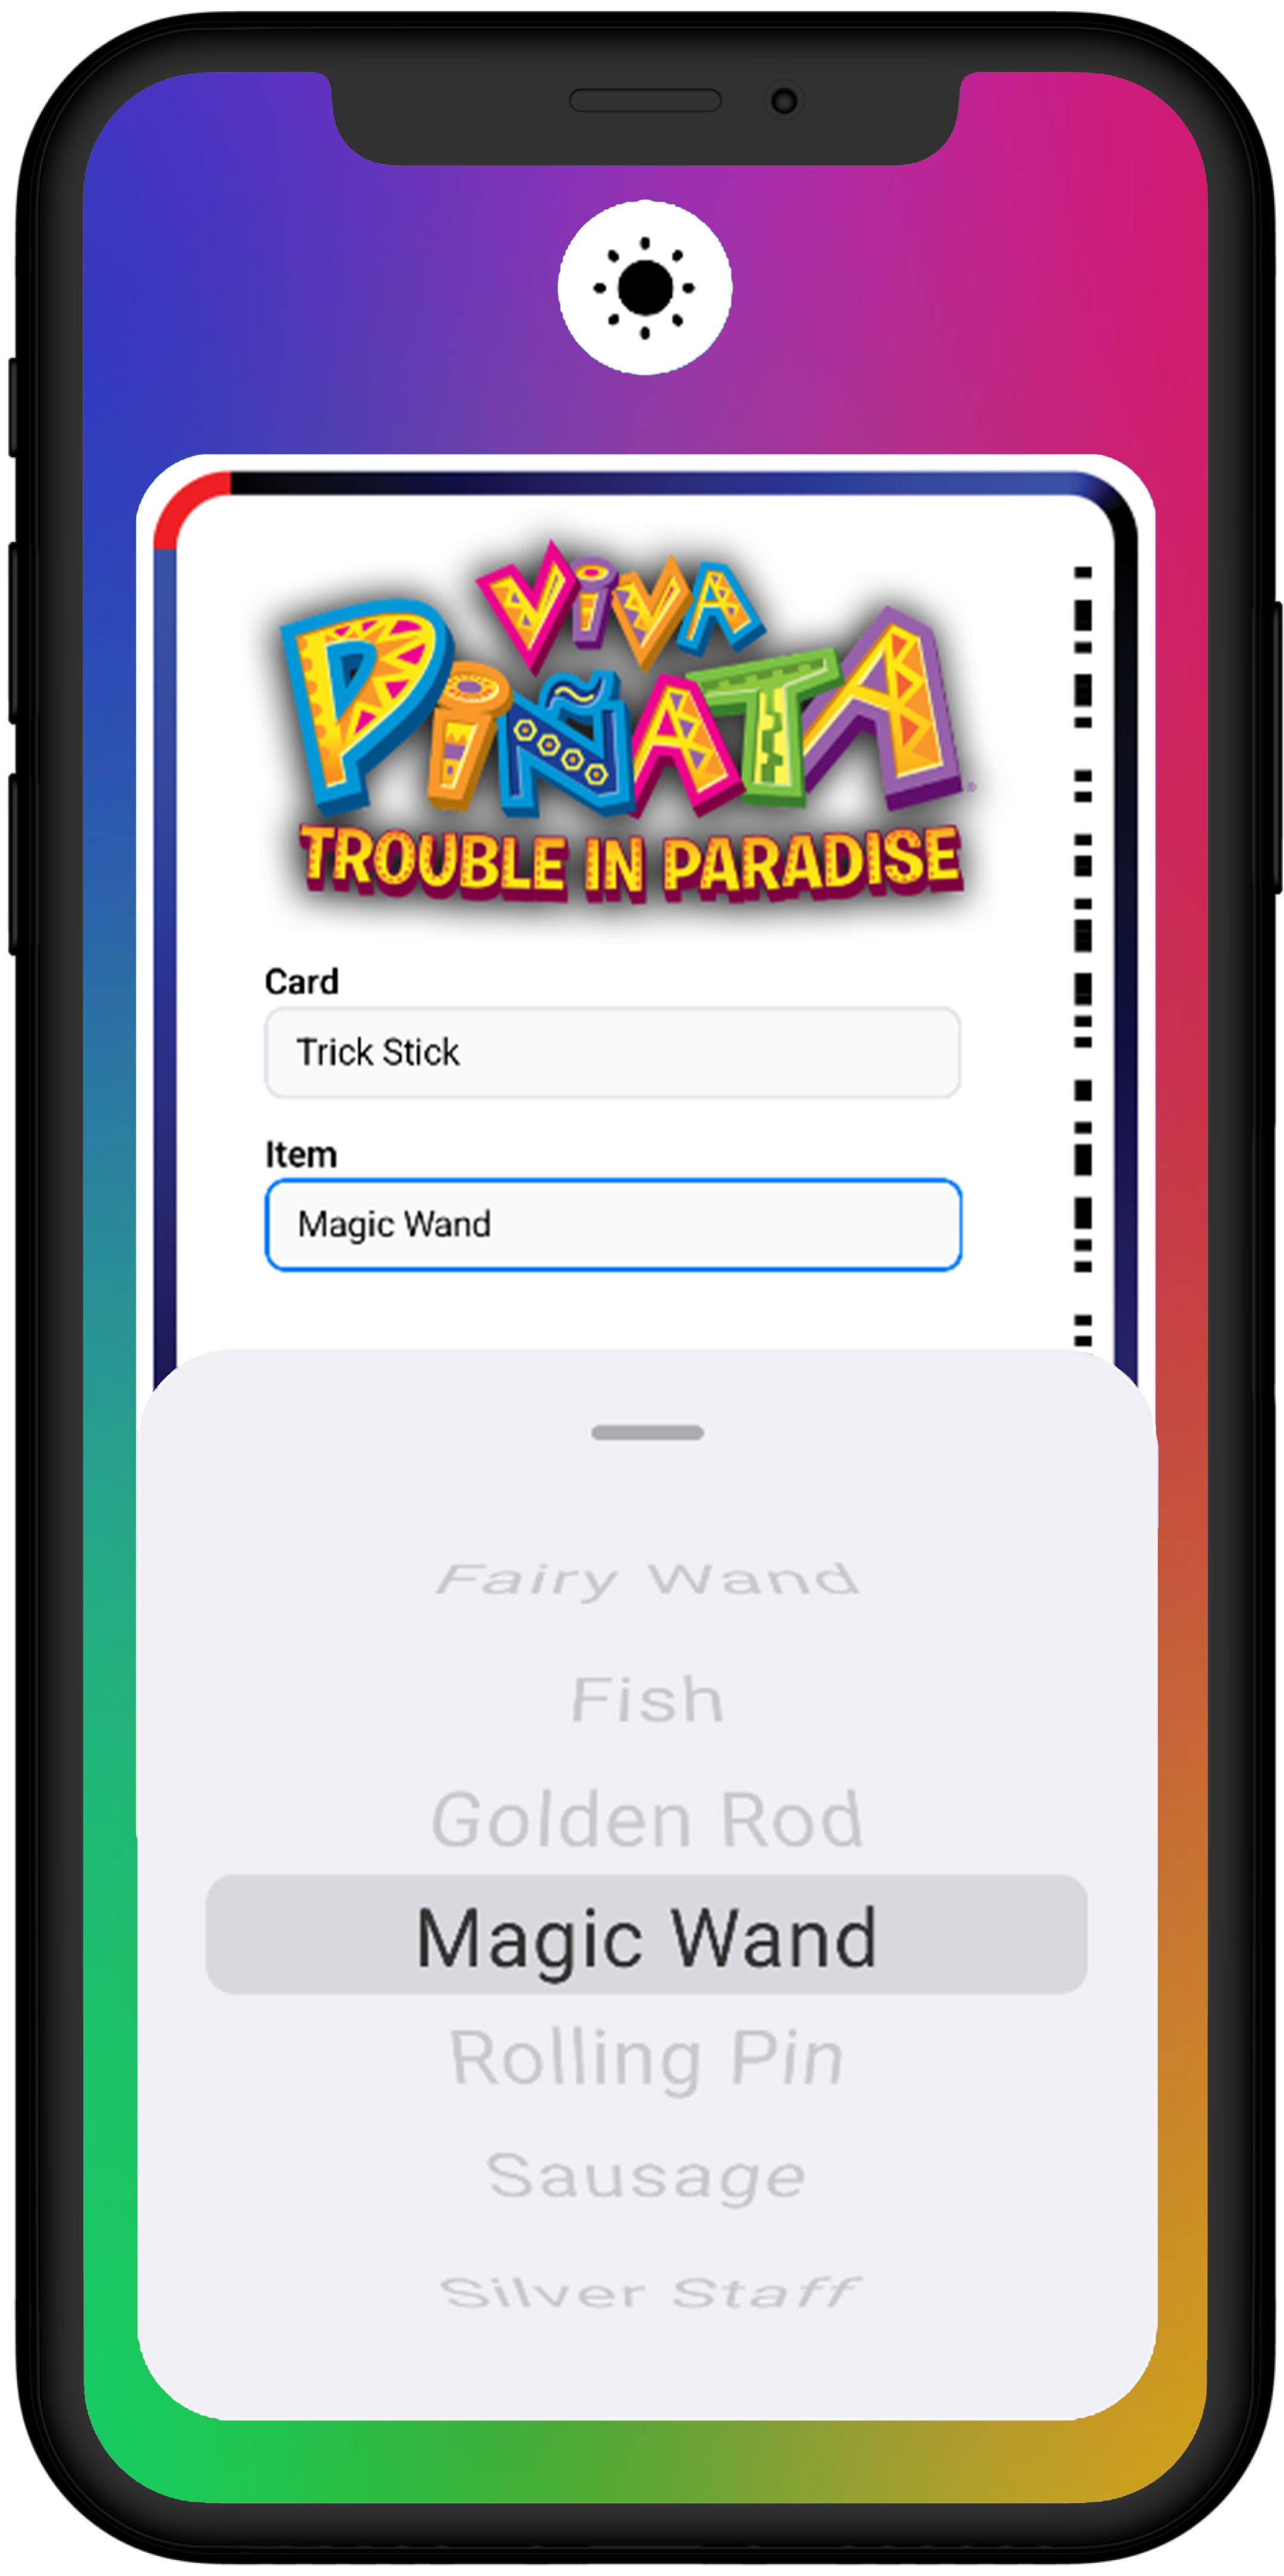 VIVA
PIÑATA
TROUBLE IN PARADISE
Card
Trick Stick
Item
Magic Wand
Fairy Wand
Fish
Golden Rod
Magic Wand
Rolling Pin
Sausage
Silver Staff